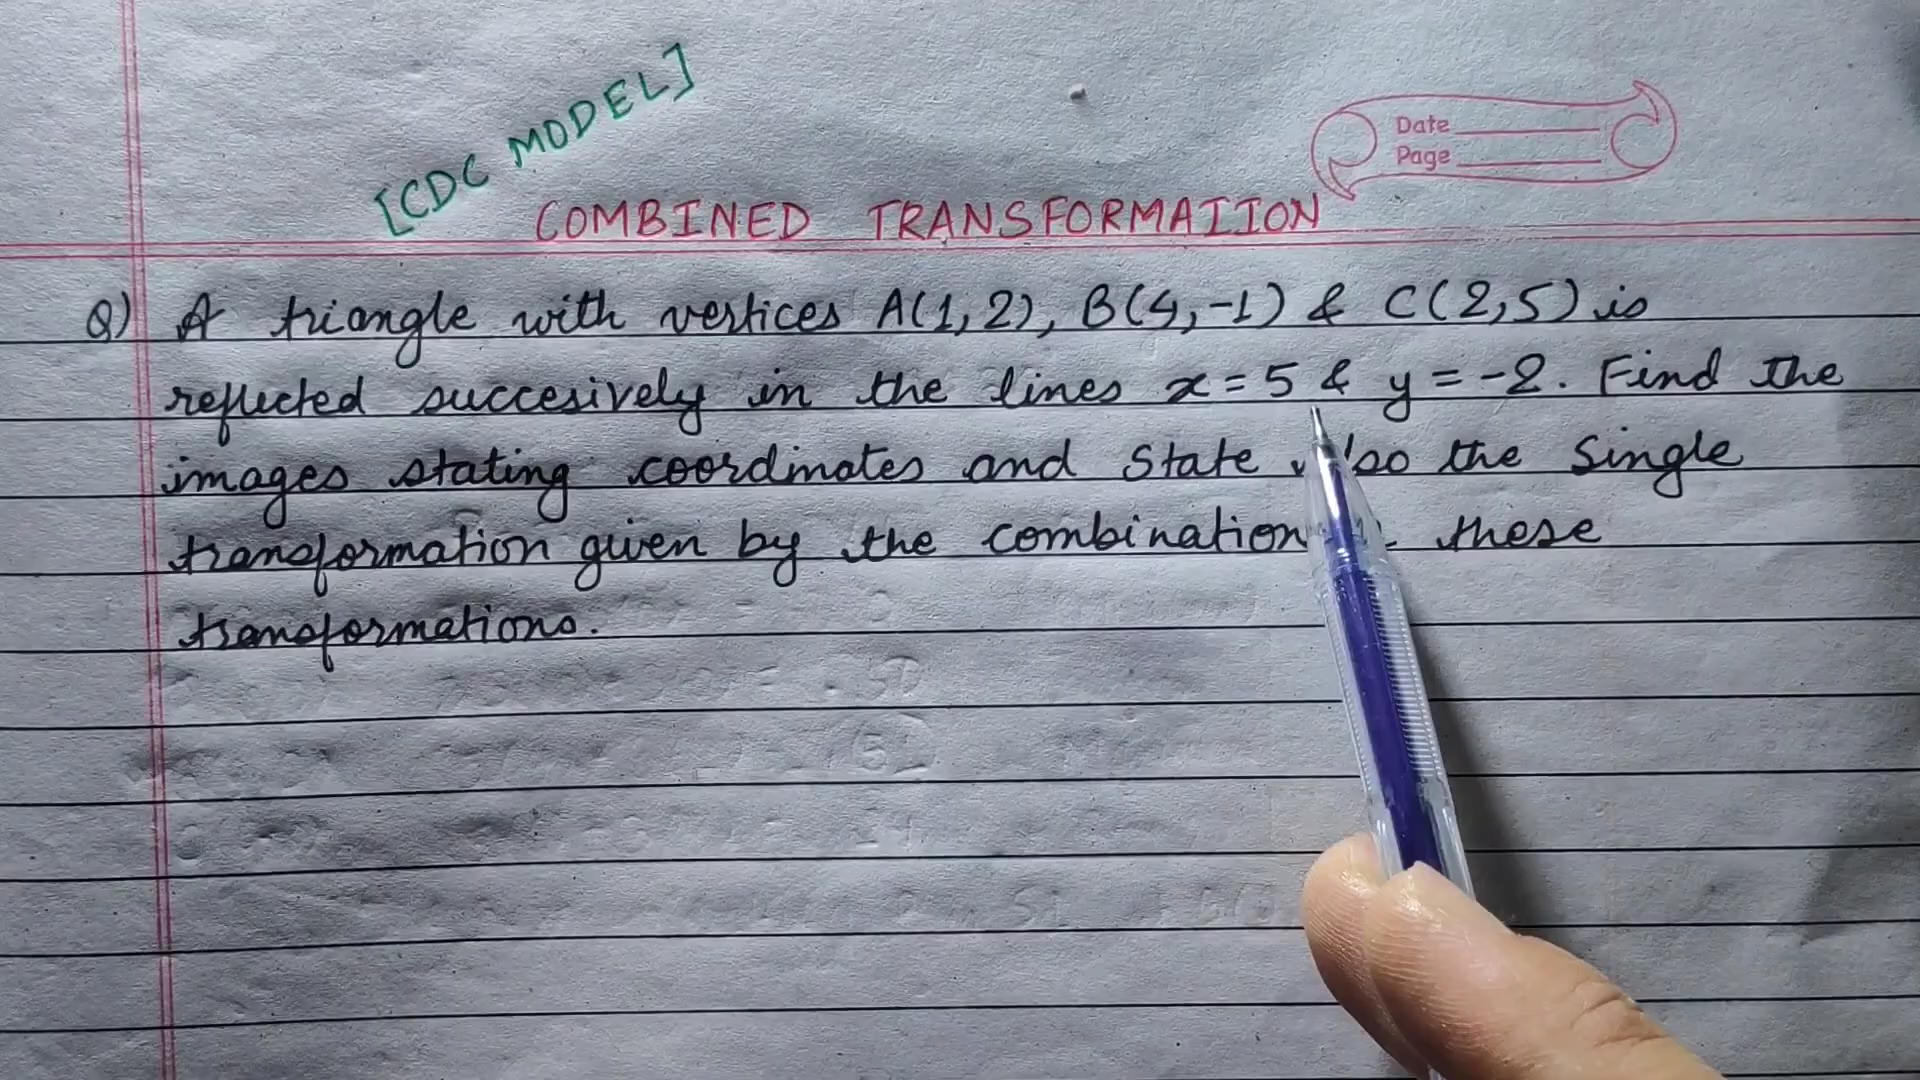 [CDC MODEL]
Date
Page
COMBINED TRANSFORMATION
Q) A triangle with vertices A(1,2), B(4,-1) & C(2,5) is
reflected succesively in the lines x=5 & y=-2. Find the
images stating coordinates and state also the single
transformation given by the combination these
transformations.